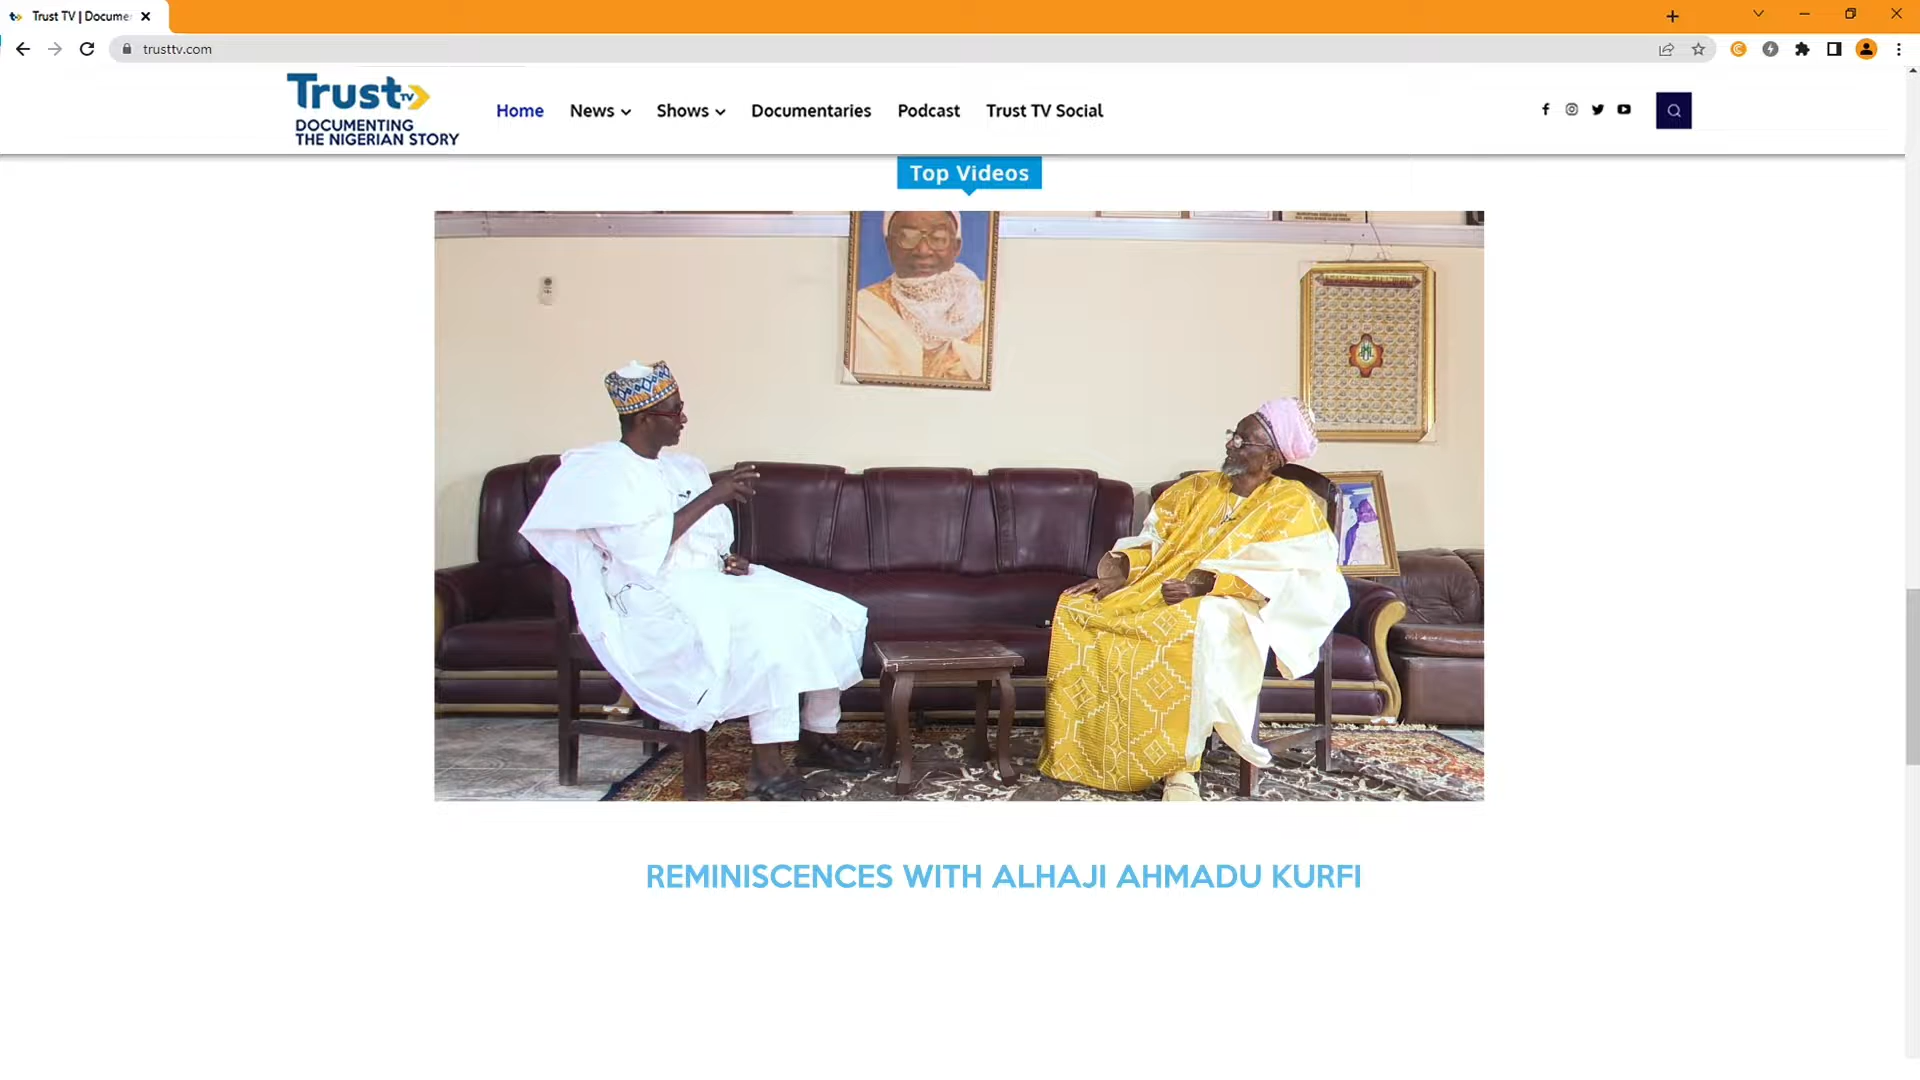 Trust TV | Docume
trusttv.com
Trust TV
DOCUMENTING
THE NIGERIAN STORY
Home
News
Shows
Documentaries
Podcast
Trust TV Social
Top Videos
REMINISCENCES WITH ALHAJI AHMADU KURFI